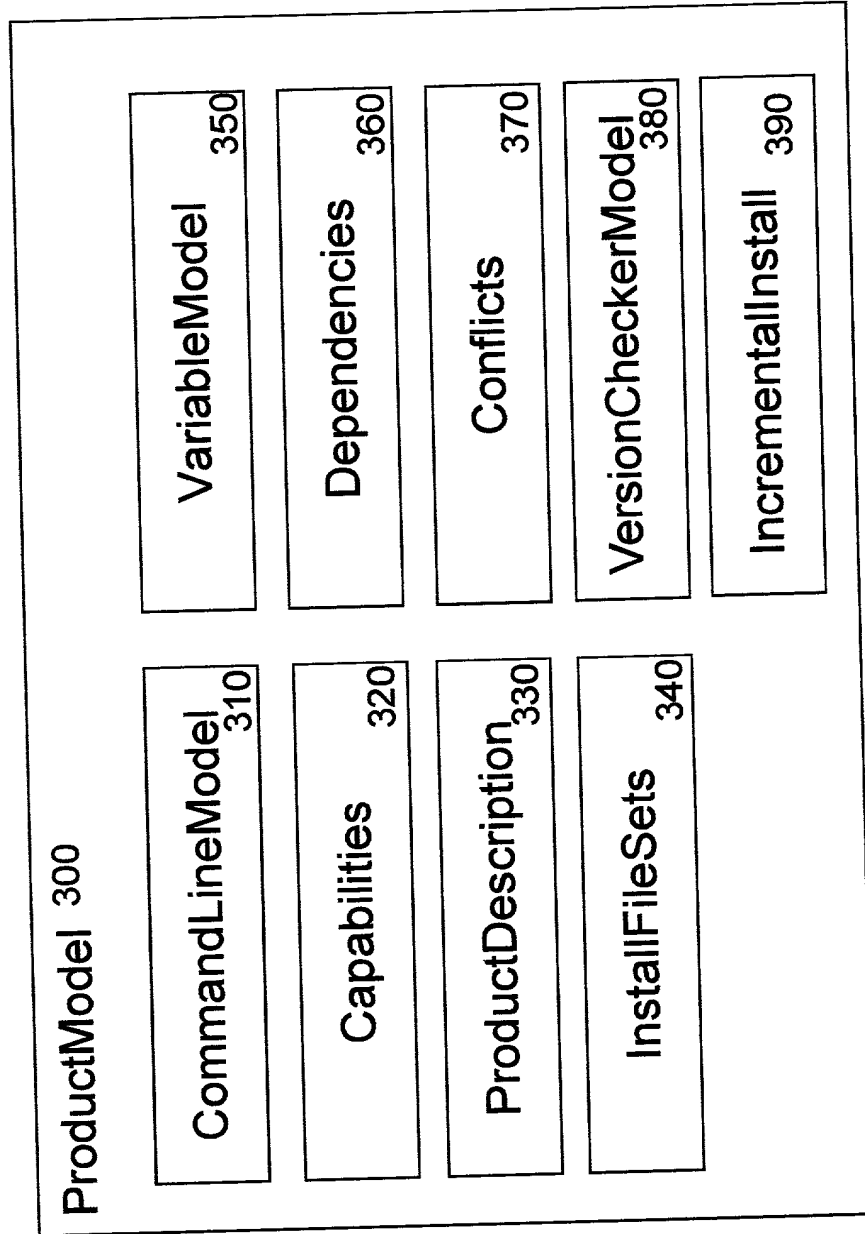 ProductModel 300
CommandLineModel
310
Capabilities
320
ProductDescription
330
InstallFileSets
340
VariableModel
350
Dependencies
360
Conflicts
370
VersionCheckerModel
380
IncrementalInstall
390